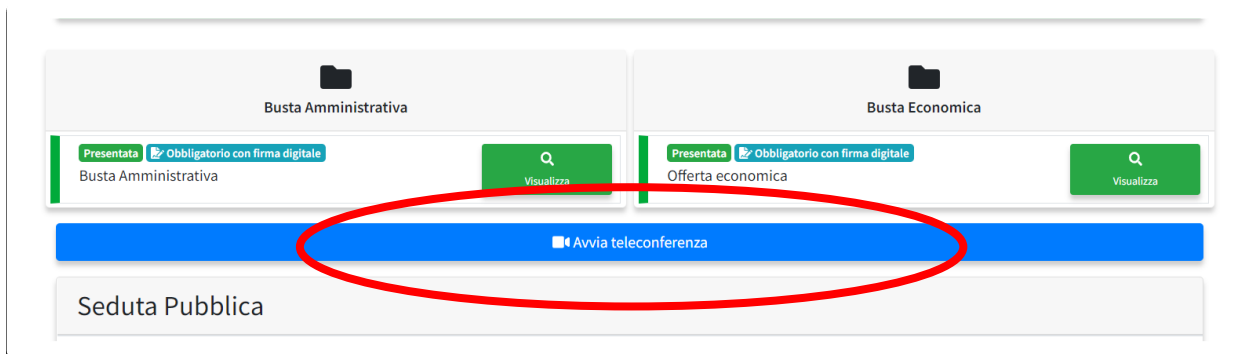 Busta Amministrativa
Presentata Obbligatorio con firma digitale
Busta Amministrativa
Visualizza
Busta Economica
Presentata Obbligatorio con firma digitale
Offerta economica
Visualizza
Avvia teleconferenza
Seduta Pubblica